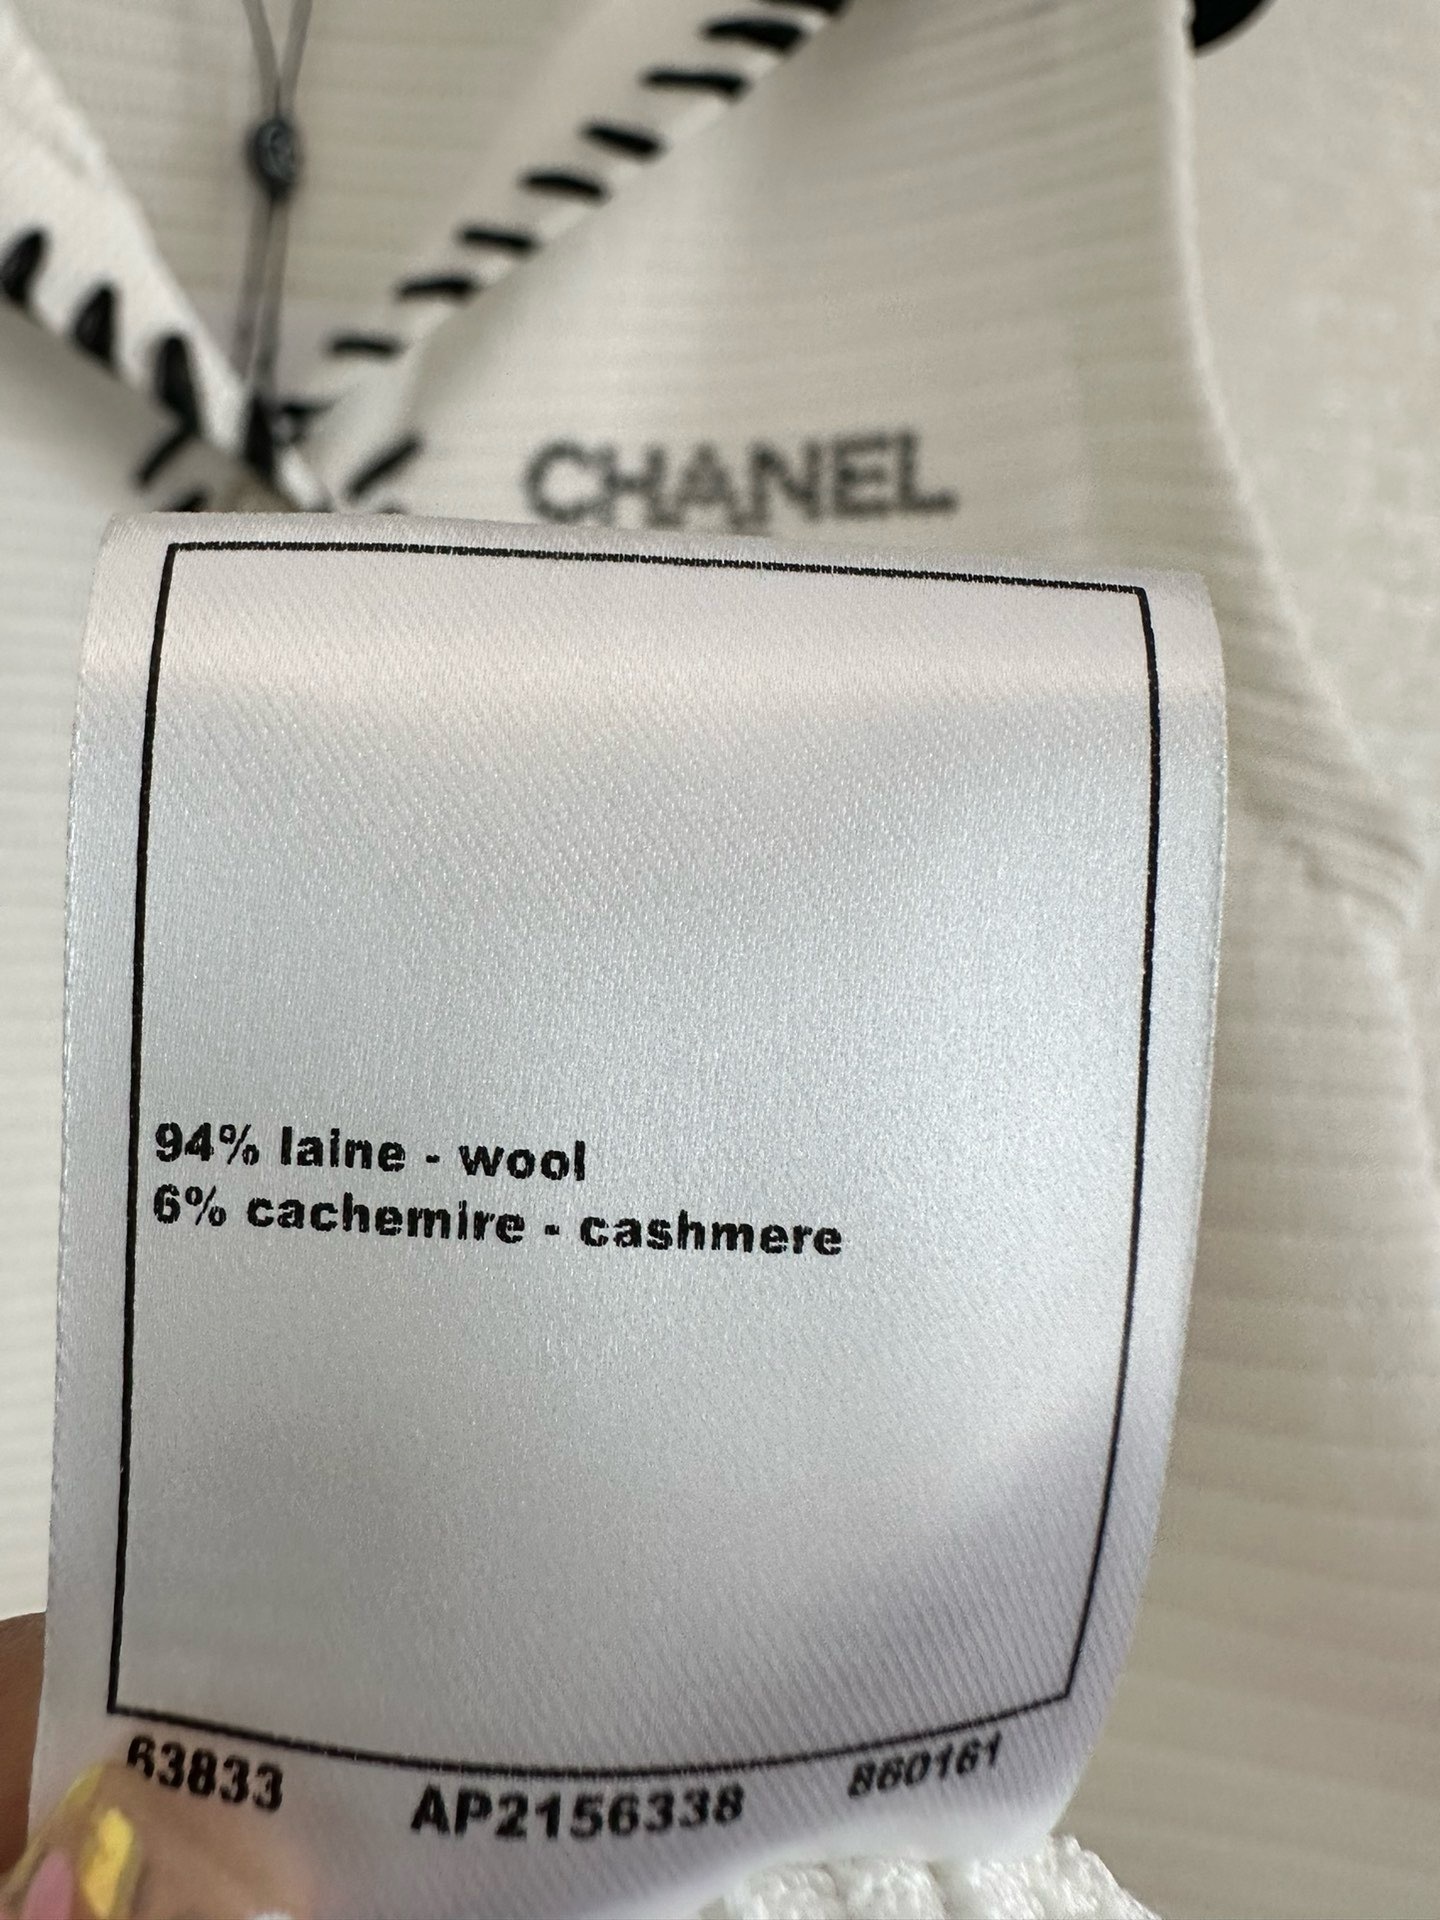 CHANEL
94% laine - wool
6% cachemire - cashmere
63833 AP2156338 860161